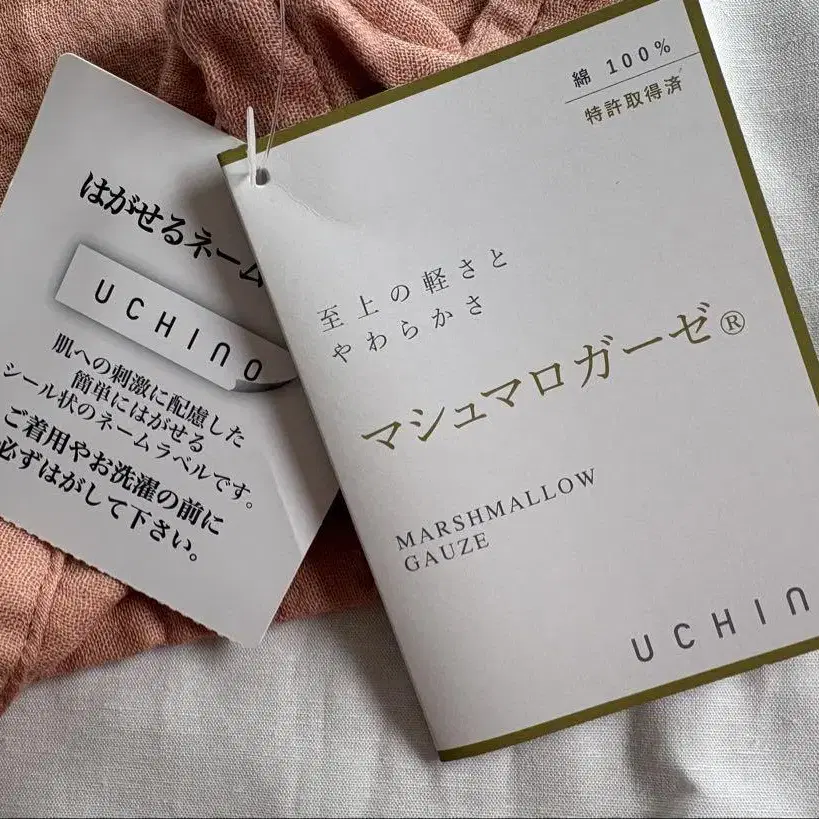 はがせるネーム
UCHINO
肌への刺激に配慮した
簡単にはがせる
シール状のネームラベルです。
ご着用やお洗濯の前に
必ずはがして下さい。
綿 100%
特許取得済
至上の軽さと
やわらかさ
マシュマロガーゼ®
MARSHMALLOW
GAUZE
UCHINO